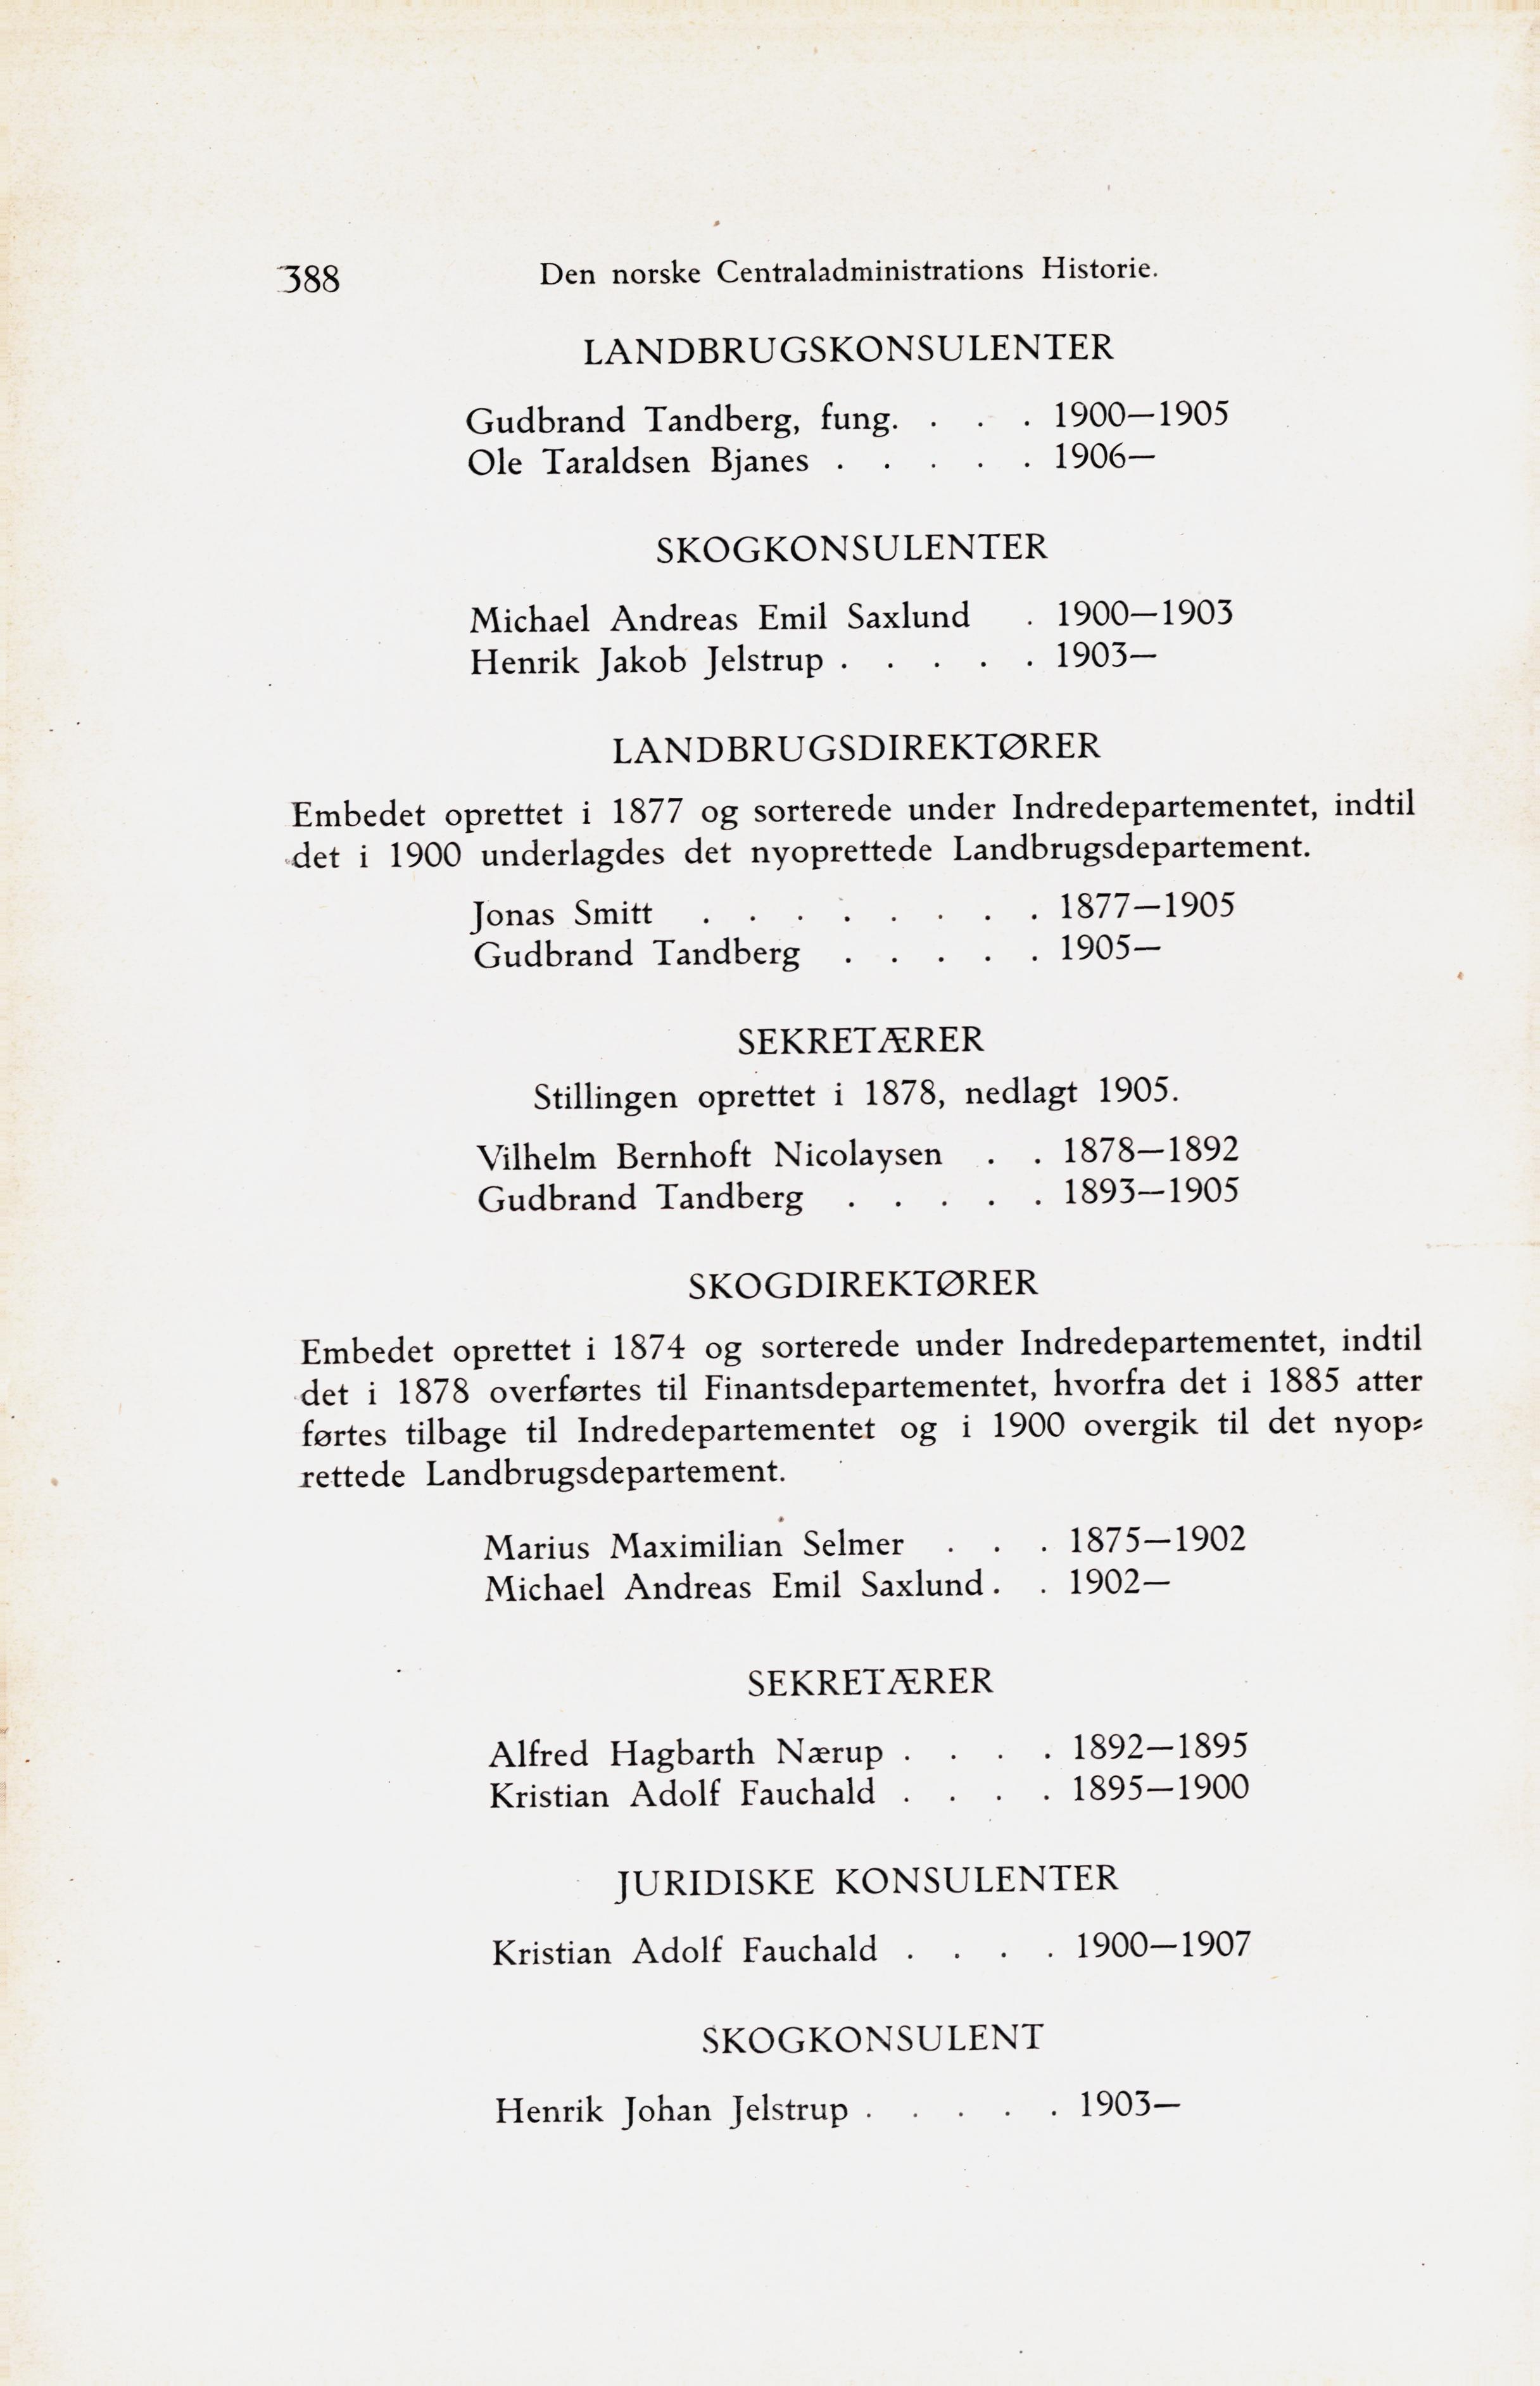 388 Den norske Centraladministrations Historie.
LANDBRUGSKONSULENTER
Gudbrand Tandberg, fung. . . . 1900—1905
Ole Taraldsen Bjanes . . . . . 1906—
SKOGKONSULENTER
Michael Andreas Emil Saxlund . 1900—1903
Henrik Jakob Jelstrup . . . . . 1903—
LANDBRUGSDIREKTØRER
Embedet oprettet i 1877 og sorterede under Indredepartementet, indtil
det i 1900 underlagdes det nyoprettede Landbrugsdepartement.
Jonas Smitt . . . . . . . . 1877—1905
Gudbrand Tandberg . . . . . 1905—
SEKRETÆRER
Stillingen oprettet i 1878, nedlagt 1905.
Vilhelm Bernhoft Nicolaysen . . 1878—1892
Gudbrand Tandberg . . . . . 1893—1905
SKOGDIREKTØRER
Embedet oprettet i 1874 og sorterede under Indredepartementet, indtil
det i 1878 overførtes til Finantsdepartementet, hvorfra det i 1885 atter
førtes tilbage til Indredepartementet og i 1900 overgik til det nyop-
rettede Landbrugsdepartement.
Marius Maximilian Selmer . . . 1875—1902
Michael Andreas Emil Saxlund . . 1902—
SEKRETÆRER
Alfred Hagbarth Nærup . . . . 1892—1895
Kristian Adolf Fauchald . . . . 1895—1900
JURIDISKE KONSULENTER
Kristian Adolf Fauchald . . . . 1900—1907
SKOGKONSULENT
Henrik Johan Jelstrup . . . . . 1903—